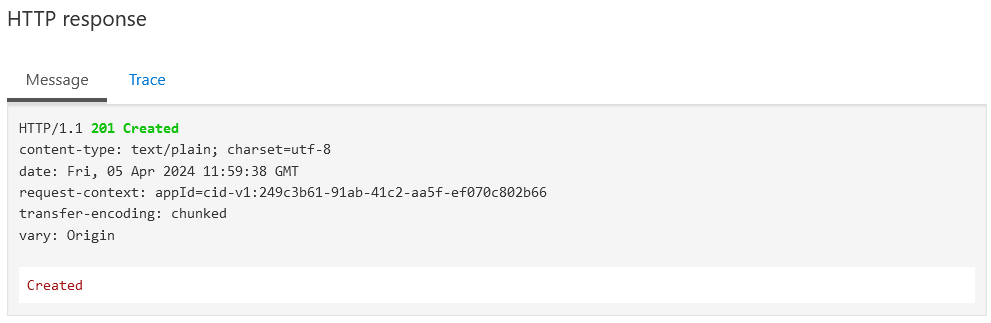 HTTP response
Message Trace
HTTP/1.1 201 Created
content-type: text/plain; charset=utf-8
date: Fri, 05 Apr 2024 11:59:38 GMT
request-context: appId=cid-v1:249c3b61-91ab-41c2-aa5f-ef070c802b66
transfer-encoding: chunked
vary: Origin
Created